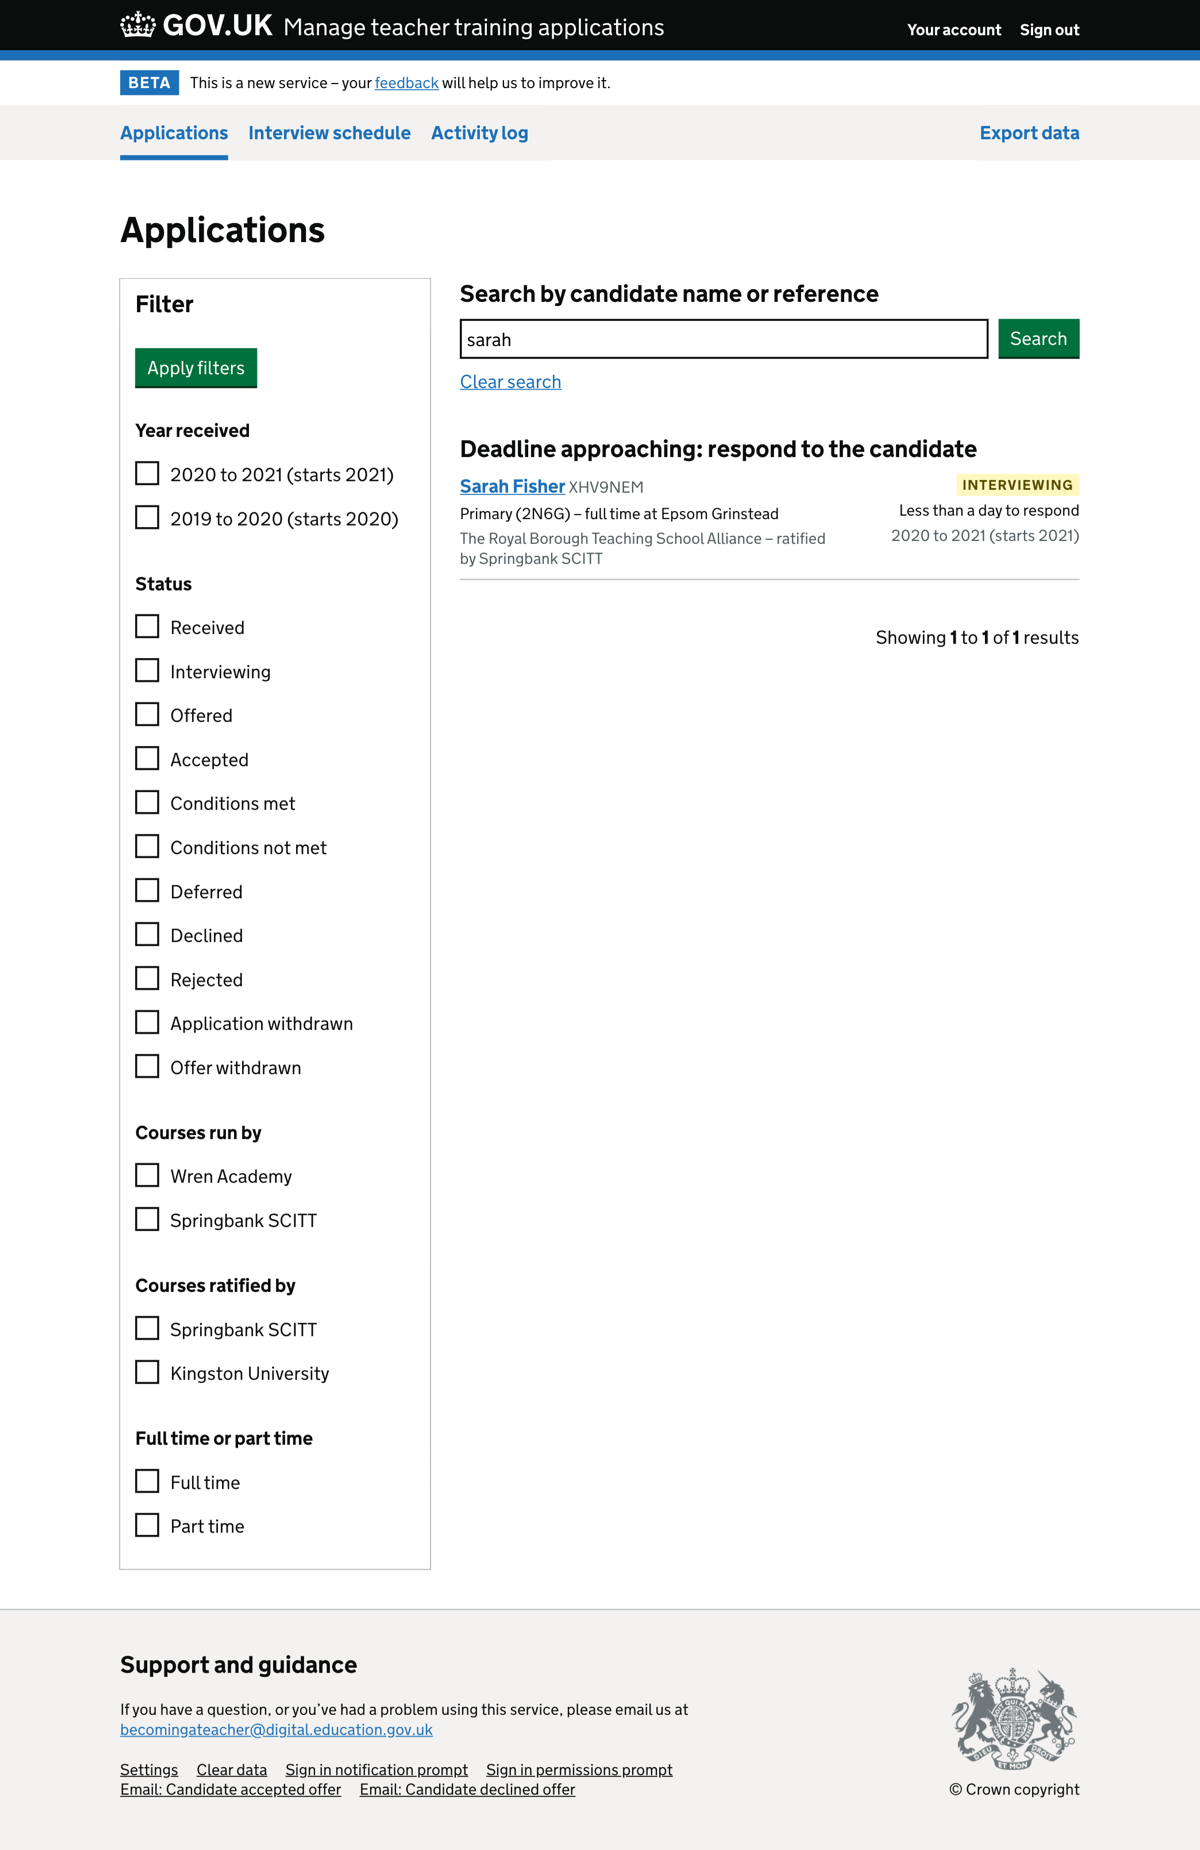 GOV.UK Manage teacher training applications
Your account Sign out
BETA This is a new service – your feedback will help us to improve it.
Applications Interview schedule Activity log Export data
Applications
Filter
Apply filters
Year received
2020 to 2021 (starts 2021)
2019 to 2020 (starts 2020)
Status
Received
Interviewing
Offered
Accepted
Conditions met
Conditions not met
Deferred
Declined
Rejected
Application withdrawn
Offer withdrawn
Courses run by
Wren Academy
Springbank SCITT
Courses ratified by
Springbank SCITT
Kingston University
Full time or part time
Full time
Part time
Search by candidate name or reference
sarah
Search
Clear search
Deadline approaching: respond to the candidate
Sarah Fisher XHV9NEM
Primary (2N6G) – full time at Epsom Grinstead
The Royal Borough Teaching School Alliance – ratified
by Springbank SCITT
INTERVIEWING
Less than a day to respond
2020 to 2021 (starts 2021)
Showing 1 to 1 of 1 results
Support and guidance
If you have a question, or you’ve had a problem using this service, please email us at
becomingateacher@digital.education.gov.uk
Settings Clear data Sign in notification prompt Sign in permissions prompt
Email: Candidate accepted offer Email: Candidate declined offer
DIEU ET MON DROIT
© Crown copyright